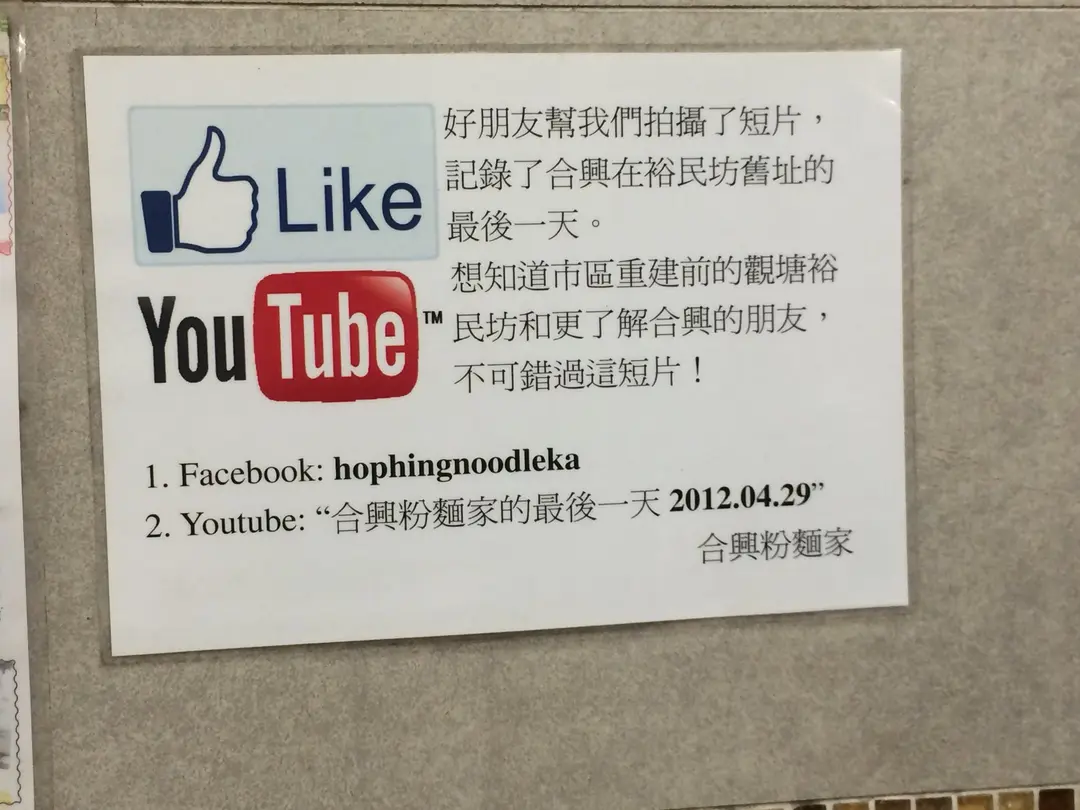 Like
好朋友幫我們拍攝了短片，
記錄了合興在裕民坊舊址的
最後一天。
YouTube™
想知道市區重建前的觀塘裕
民坊和更了解合興的朋友，
不可錯過這短片！
1. Facebook: hophingnoodleka
2. Youtube: “合興粉麵家的最後一天 2012.04.29”
合興粉麵家